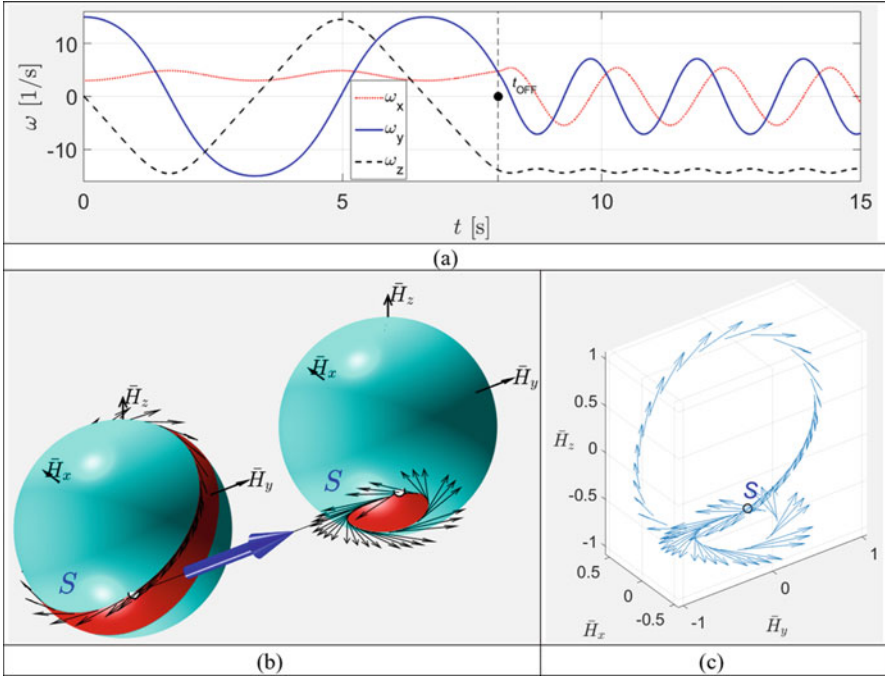 10
0
-10
ω [1/s]
ω_x
ω_y
ω_z
t_OFF
0
5
10
15
t [s]
(a)
H̄_z
H̄_x
H̄_y
S
H̄_z
H̄_x
H̄_y
S
1
0.5
0
-0.5
-1
H̄_z
S
0.5
0
-0.5
H̄_x
-1
0
1
H̄_y
(b)
(c)